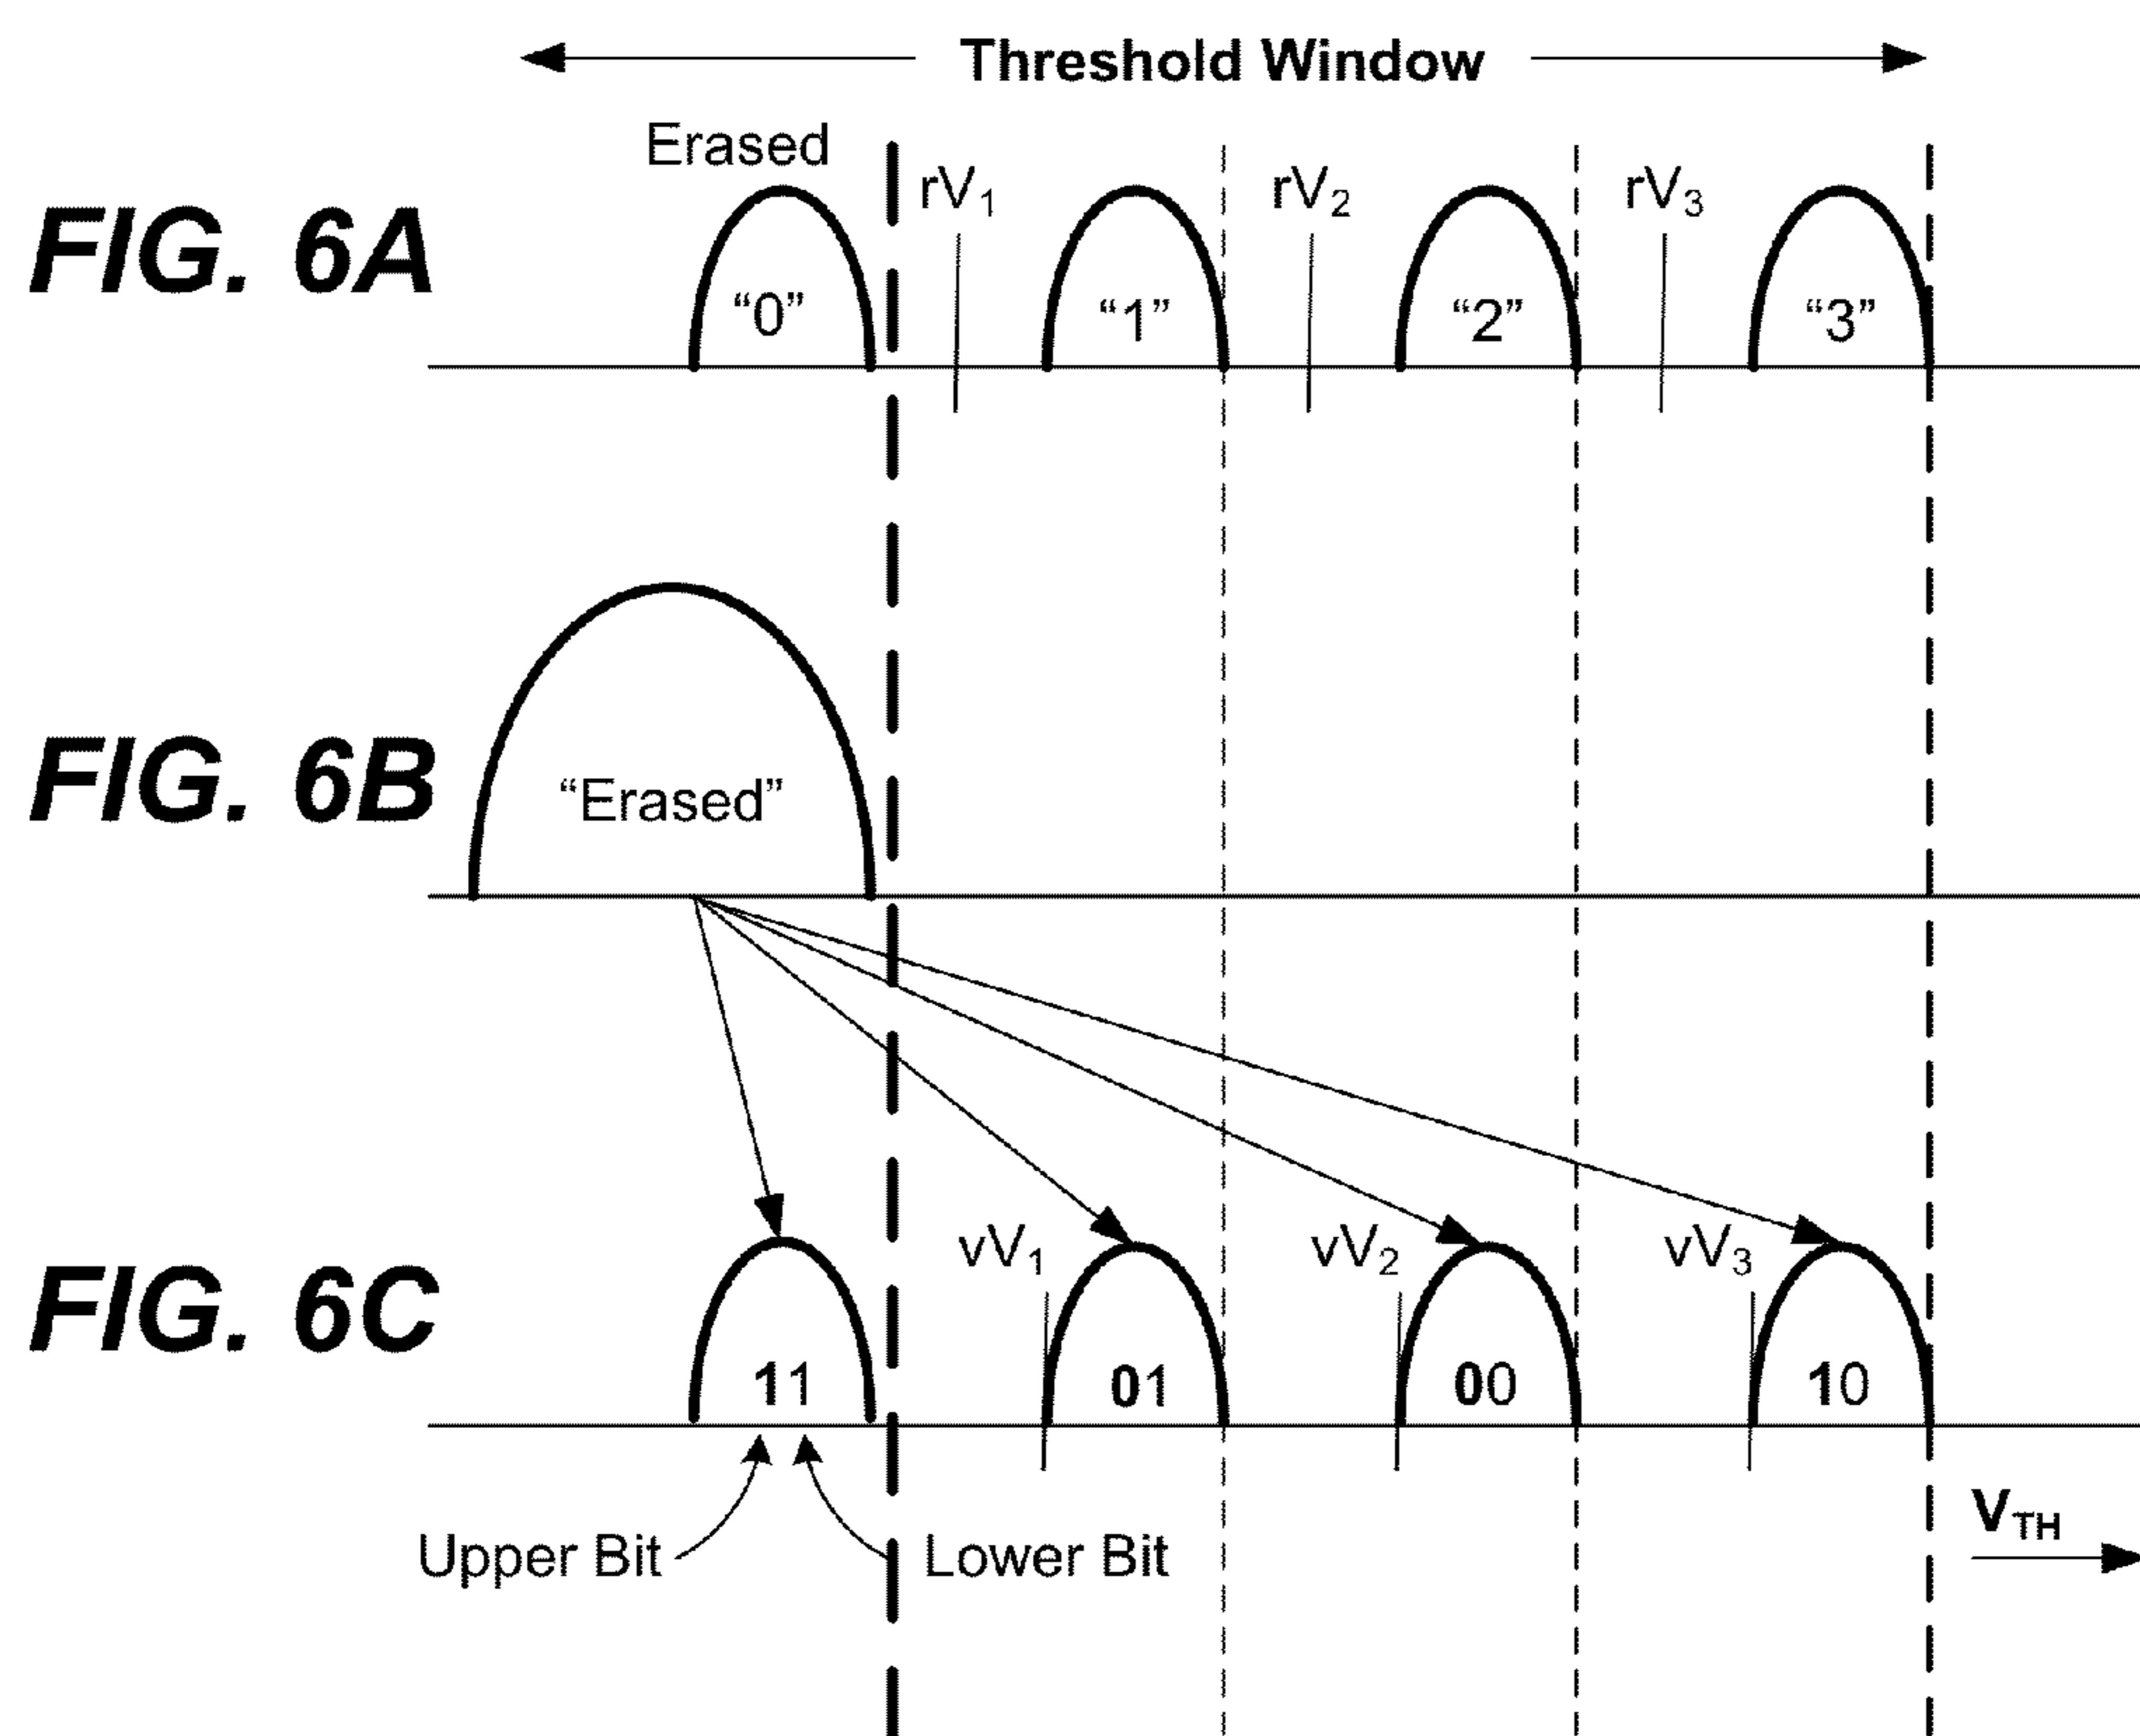 Threshold Window
Erased
rV₁ rV₂ rV₃
FIG. 6A
“0” “1” “2” “3”
FIG. 6B
“Erased”
vV₁ vV₂ vV₃
FIG. 6C
11 01 00 10
Upper Bit Lower Bit
V_TH